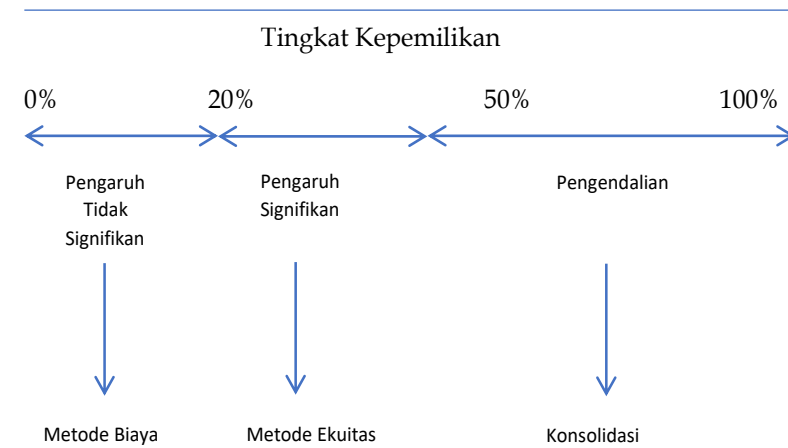 Tingkat Kepemilikan
0% 20% 50% 100%
Pengaruh
Tidak
Signifikan
Pengaruh
Signifikan
Pengendalian
Metode Biaya
Metode Ekuitas
Konsolidasi